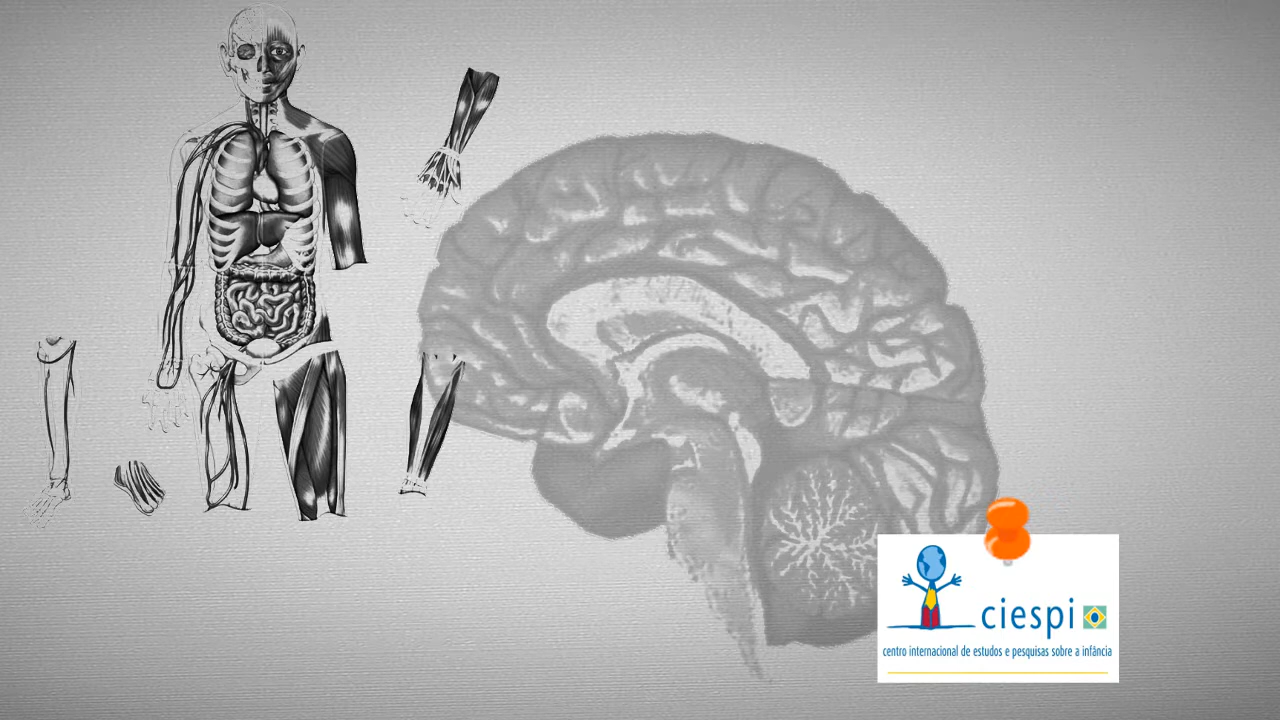 ciespi
centro internacional de estudos e pesquisas sobre a infância